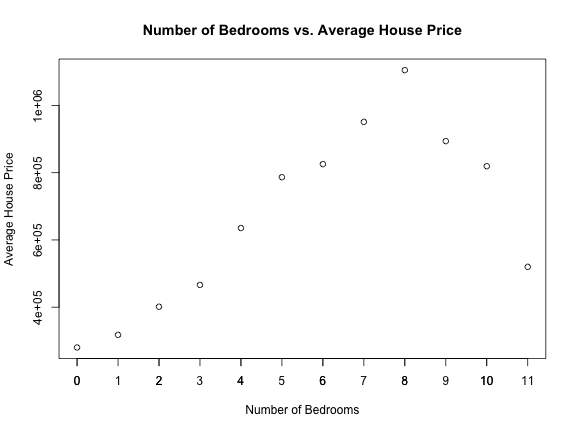 Number of Bedrooms vs. Average House Price
Average House Price
1e+06
8e+05
6e+05
4e+05
0 1 2 3 4 5 6 7 8 9 10 11
Number of Bedrooms